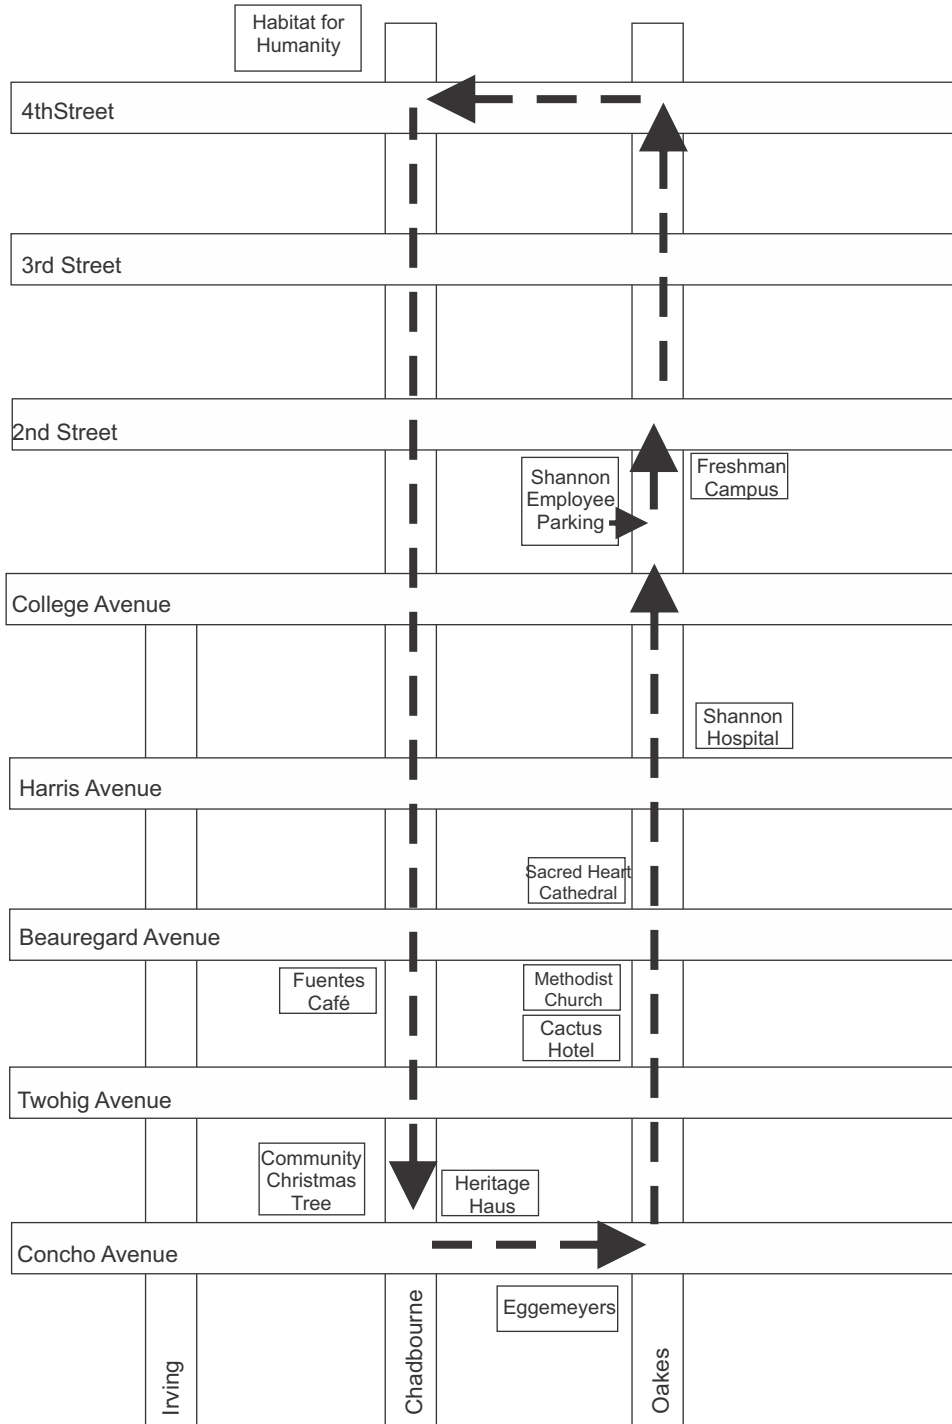 Habitat for
Humanity
4thStreet
3rd Street
2nd Street
Shannon
Employee
Parking
Freshman
Campus
College Avenue
Shannon
Hospital
Harris Avenue
Sacred Heart
Cathedral
Beauregard Avenue
Fuentes
Café
Methodist
Church
Cactus
Hotel
Twohig Avenue
Community
Christmas
Tree
Heritage
Haus
Concho Avenue
Eggemeyers
Irving
Chadbourne
Oakes